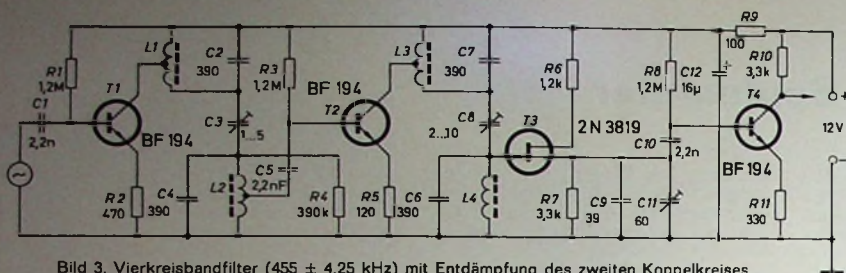 R1
1,2M
C1
2,2n
T1
BF 194
R2
470
L1
C2
390
C3
1...5
C4
390
L2
R3
1,2M
C5
2,2nF
BF 194
T2
R4
390k
R5
120
L3
C7
390
C8
2...10
C6
390
L4
T3
2 N 3819
R6
1,2k
R7
3,3k
C9
39
R8
1,2M
C10
2,2n
C11
60
C12
16µ
+
R9
100
R10
3,3k
T4
BF 194
R11
330
+
12V
−
Bild 3. Vierkreisbandfilter (455 ± 4,25 kHz) mit Entdämpfung des zweiten Koppelkreises